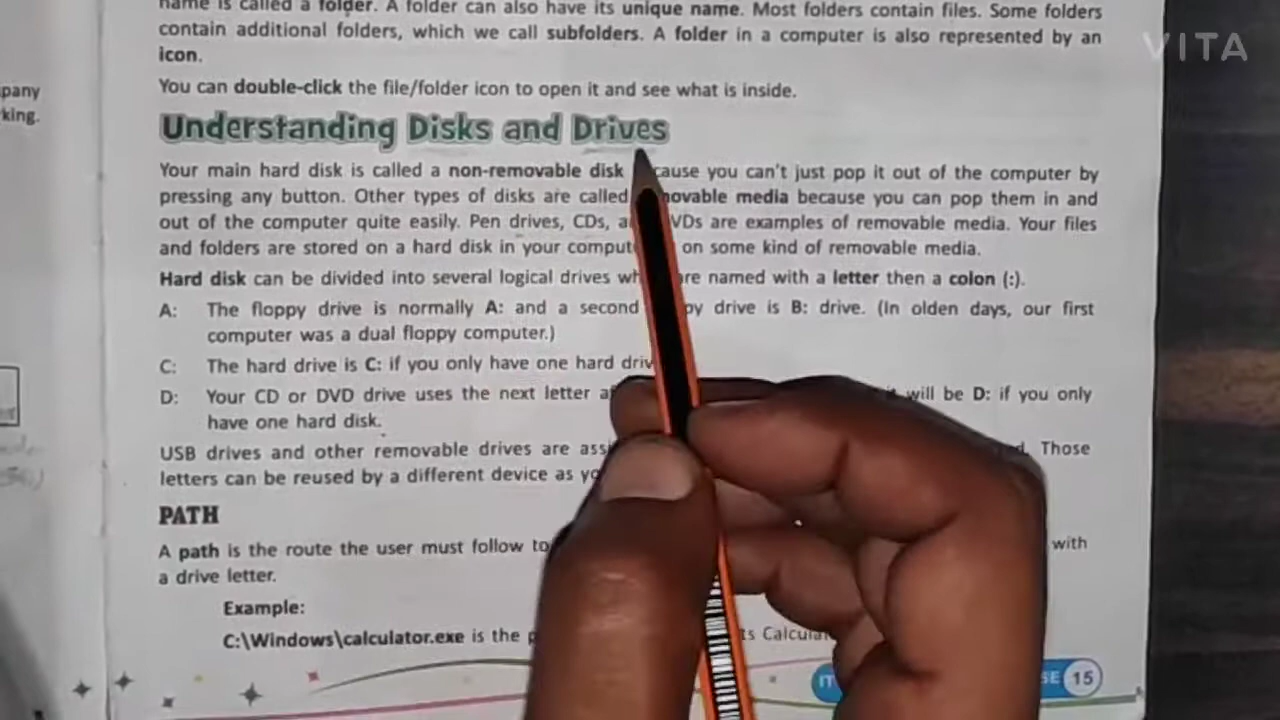 name is called a folder. A folder can also have its unique name. Most folders contain files. Some folders
contain additional folders, which we call subfolders. A folder in a computer is also represented by an
icon.
You can double-click the file/folder icon to open it and see what is inside.
Understanding Disks and Drives
Your main hard disk is called a non-removable disk because you can't just pop it out of the computer by
pressing any button. Other types of disks are called removable media because you can pop them in and
out of the computer quite easily. Pen drives, CDs, and DVDs are examples of removable media. Your files
and folders are stored on a hard disk in your computer on some kind of removable media.
Hard disk can be divided into several logical drives which are named with a letter then a colon (:).
A: The floppy drive is normally A: and a second floppy drive is B: drive. (In olden days, our first
computer was a dual floppy computer.)
C: The hard drive is C: if you only have one hard
D: Your CD or DVD drive uses the next letter will be D: if you only
have one hard disk.
USB drives and other removable drives are Those
letters can be reused by a different device as
PATH
A path is the route the user must follow to with
a drive letter.
Example:
C:\Windows\calculator.exe is the
15
pany
king.
VITA